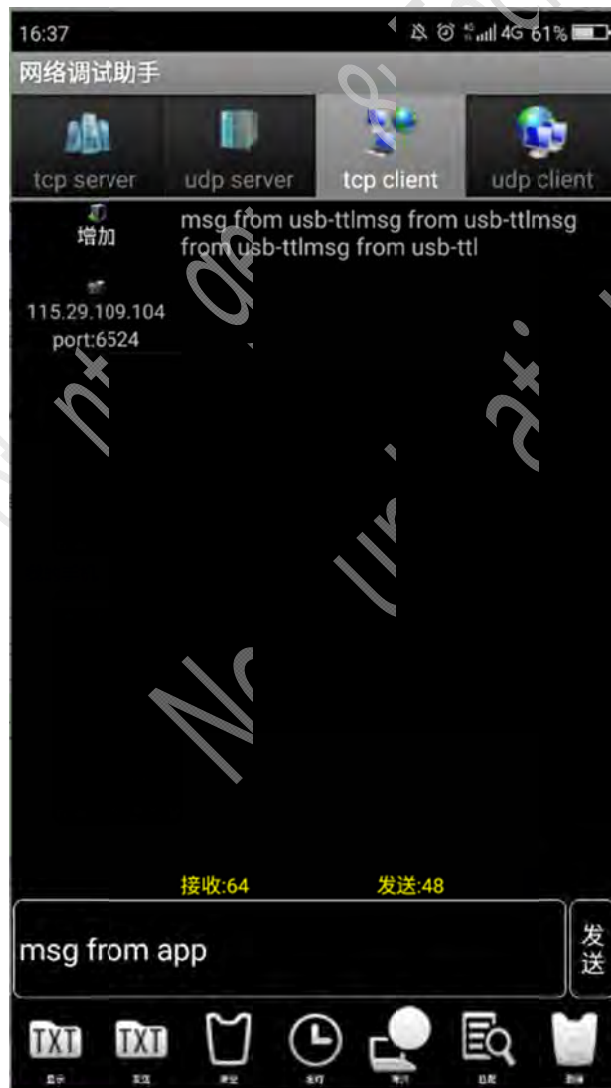 16:37
4G 61%
网络调试助手
tcp server
udp server
tcp client
udp client
增加
msg from usb-ttlmsg from usb-ttlmsg
from usb-ttlmsg from usb-ttl
115.29.109.104
port:6524
接收:64
发送:48
msg from app
发送
TXT
TXT